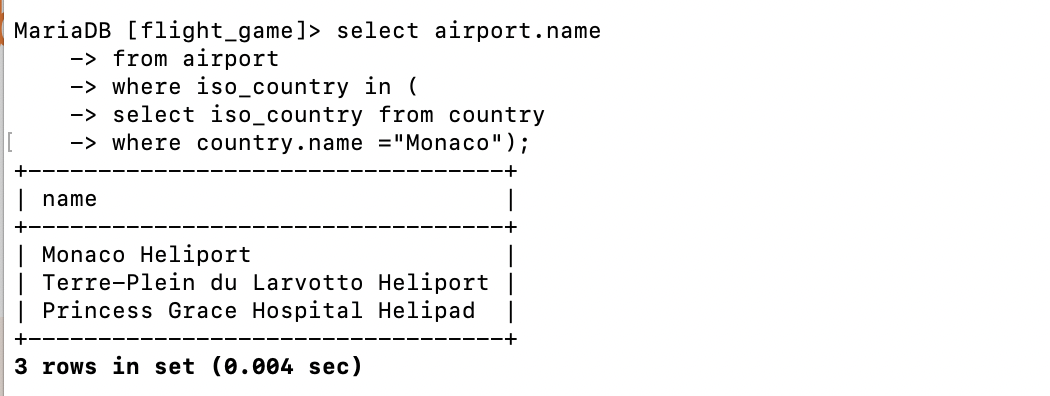 MariaDB [flight_game]> select airport.name
    -> from airport
    -> where iso_country in (
    -> select iso_country from country
[    -> where country.name ="Monaco");
+----------------------------------+
| name                             |
+----------------------------------+
| Monaco Heliport                  |
| Terre-Plein du Larvotto Heliport |
| Princess Grace Hospital Helipad  |
+----------------------------------+
3 rows in set (0.004 sec)